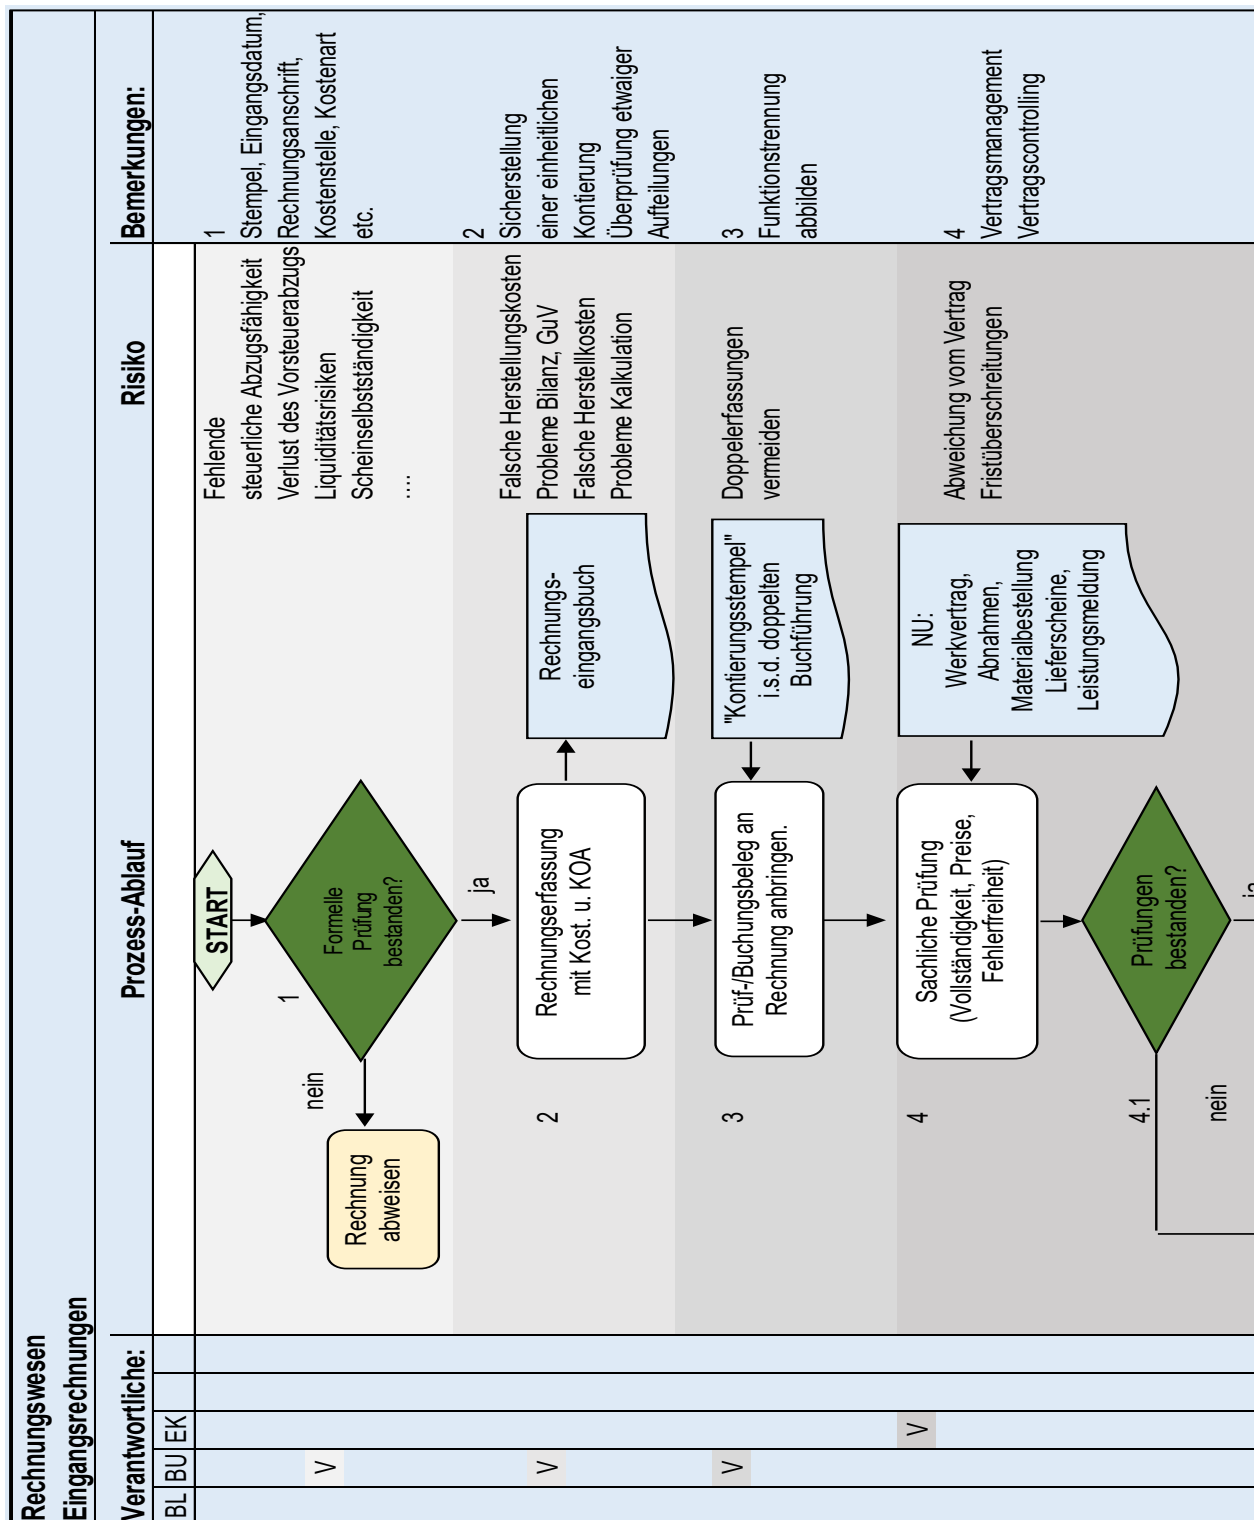 Rechnungswesen
Eingangsrechnungen
Verantwortliche:
Prozess-Ablauf
Risiko
Bemerkungen:
BL
BU
EK
START
1
Formelle
Prüfung
bestanden?
nein
Rechnung
abweisen
ja
V
Fehlende
steuerliche Abzugsfähigkeit
Verlust des Vorsteuerabzugs
Liquiditätsrisiken
Scheinselbstständigkeit
....
1
Stempel, Eingangsdatum,
Rechnungsanschrift,
Kostenstelle, Kostenart
etc.
V
2
Rechnungserfassung
mit Kost. u. KOA
Rechnungs-
eingangsbuch
Falsche Herstellungskosten
Probleme Bilanz, GuV
Falsche Herstellkosten
Probleme Kalkulation
2
Sicherstellung
einer einheitlichen
Kontierung
Überprüfung etwaiger
Aufteilungen
V
3
Prüf-/Buchungsbeleg an
Rechnung anbringen.
"Kontierungsstempel"
i.s.d. doppelten
Buchführung
Doppelerfassungen
vermeiden
3
Funktionstrennung
abbilden
V
4
Sachliche Prüfung
(Vollständigkeit, Preise,
Fehlerfreiheit)
NU:
Werkvertrag,
Abnahmen,
Materialbestellung
Lieferscheine,
Leistungsmeldung
Abweichung vom Vertrag
Fristüberschreitungen
4
Vertragsmanagement
Vertragscontrolling
4.1
Prüfungen
bestanden?
nein
ja